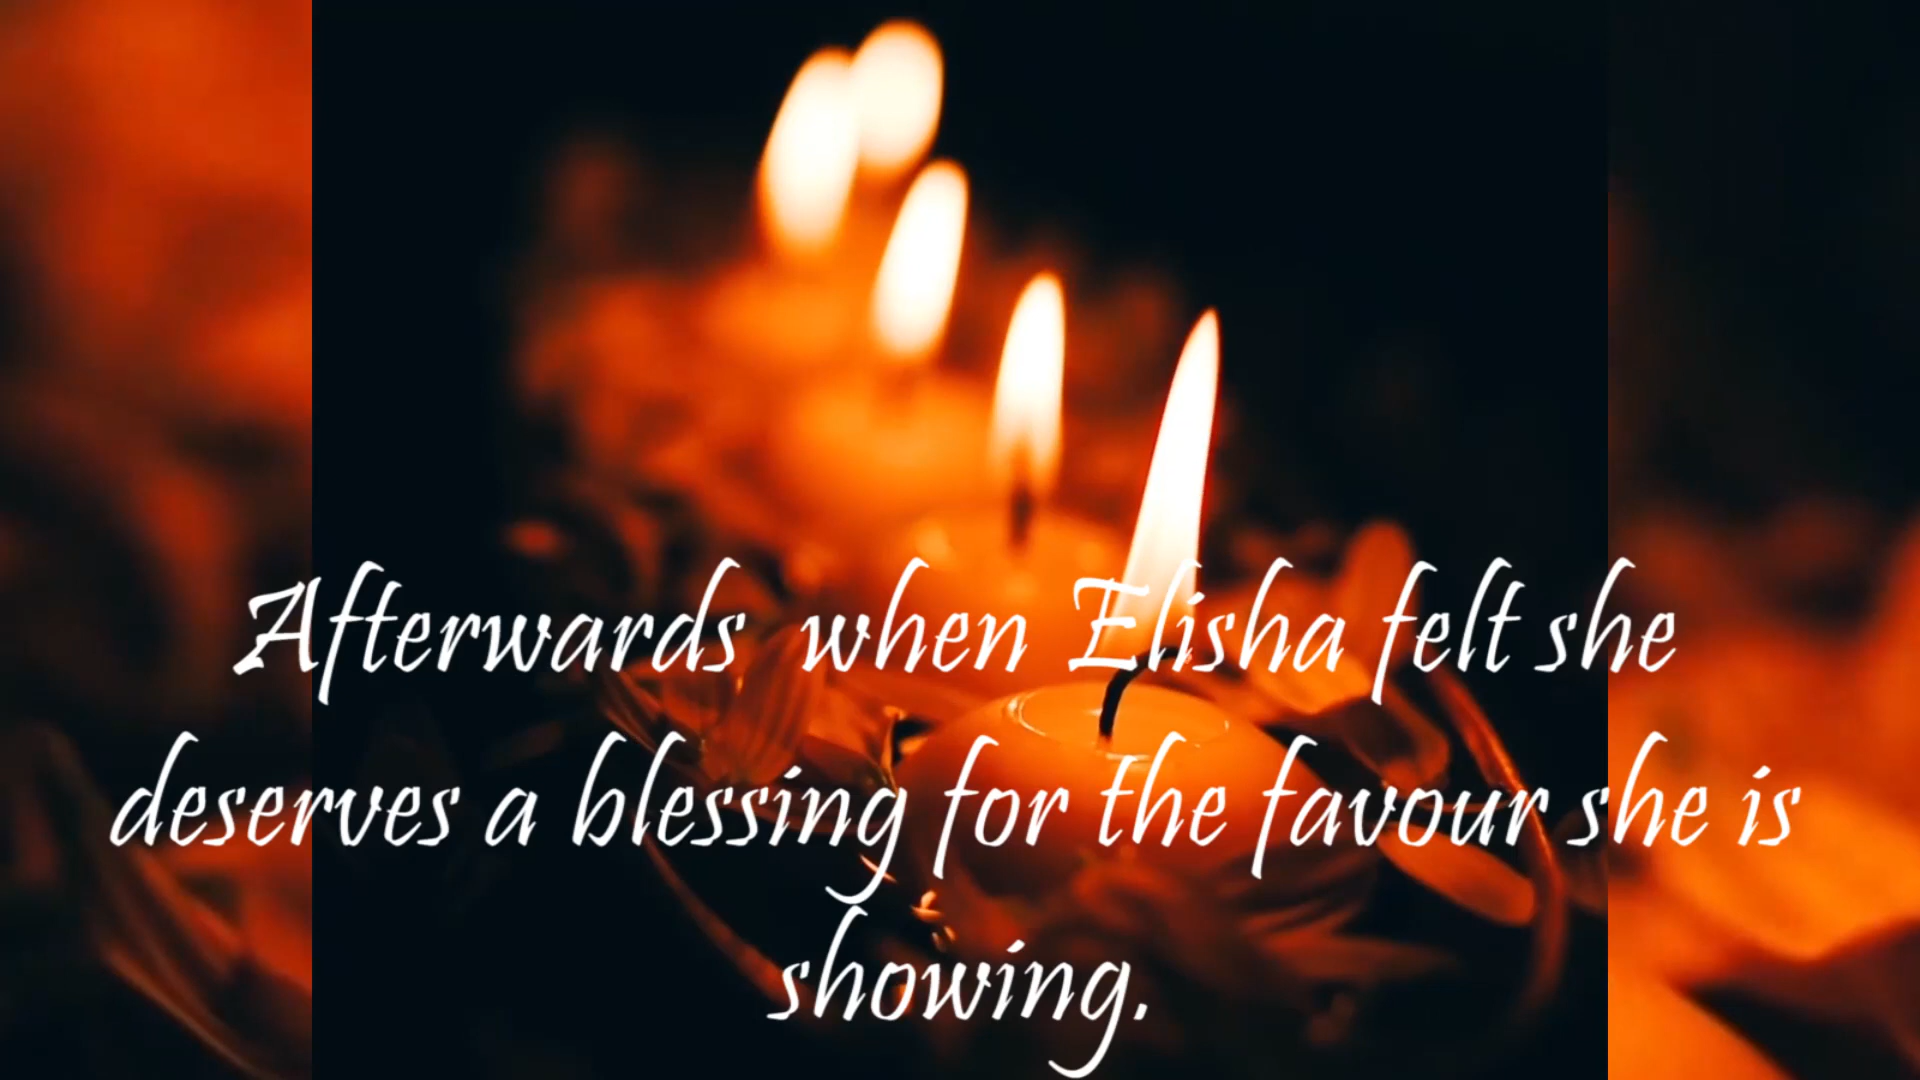 Afterwards  when Elisha felt she
deserves a blessing for the favour she is
showing.